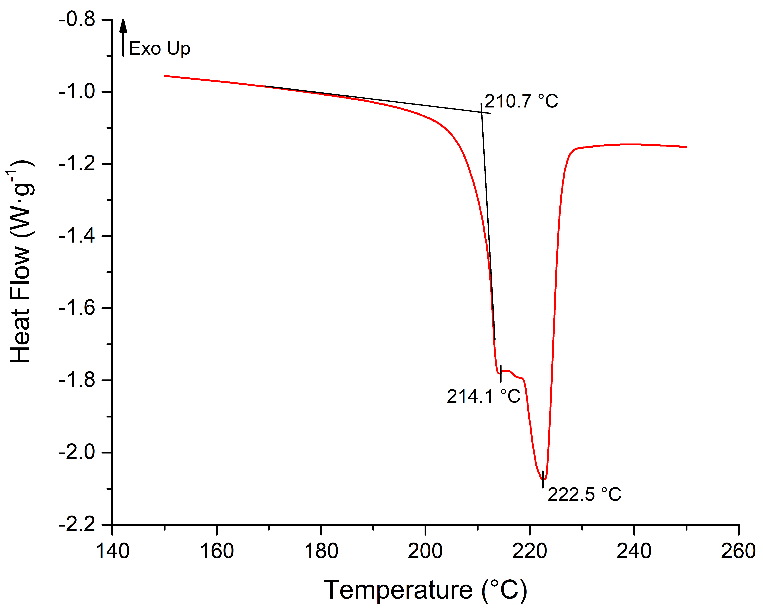 -0.8
Exo Up
-1.0
210.7 °C
-1.2
-1.4
-1.6
-1.8
214.1 °C
-2.0
222.5 °C
-2.2
140 160 180 200 220 240 260
Heat Flow (W·g⁻¹)
Temperature (°C)